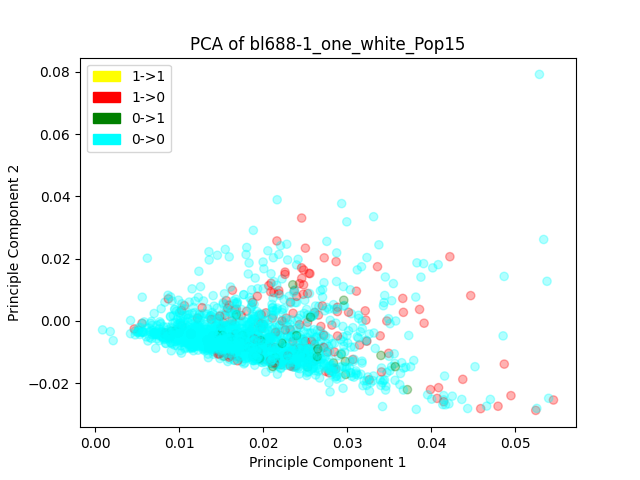 PCA of bl688-1_one_white_Pop15
1->1
1->0
0->1
0->0
Principle Component 2
0.08
0.06
0.04
0.02
0.00
−0.02
0.00 0.01 0.02 0.03 0.04 0.05
Principle Component 1